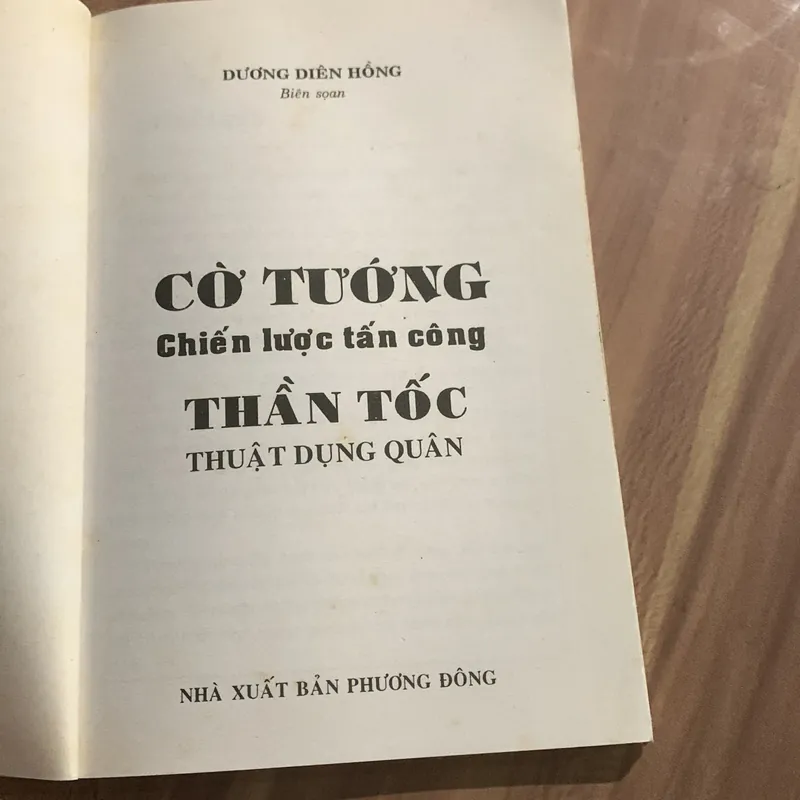 DƯƠNG DIÊN HỒNG
Biên sọan
CỜ TƯỚNG
Chiến lược tấn công
THẦN TỐC
THUẬT DỤNG QUÂN
NHÀ XUẤT BẢN PHƯƠNG ĐÔNG